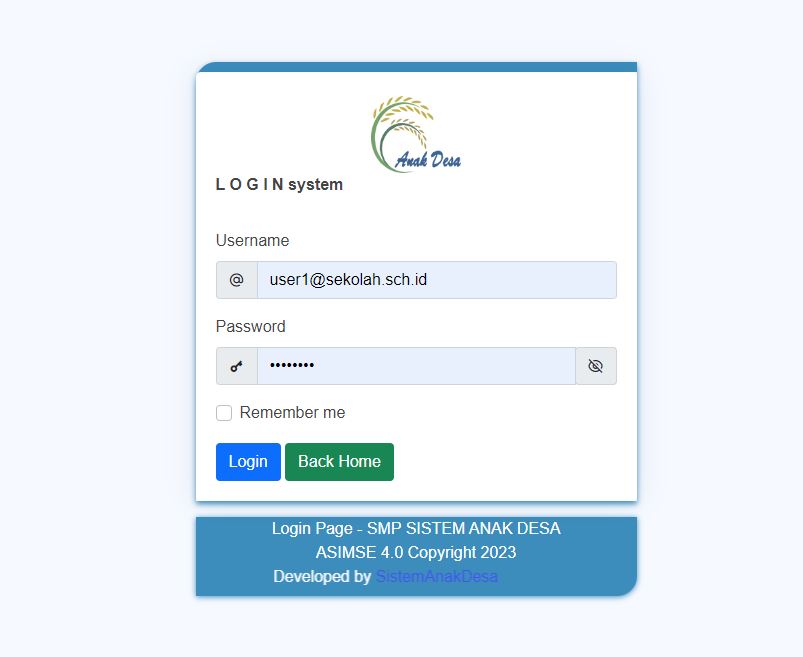 Anak Desa
L O G I N system
Username
@ user1@sekolah.sch.id
Password
••••••••
Remember me
Login Back Home
Login Page - SMP SISTEM ANAK DESA
ASIMSE 4.0 Copyright 2023
Developed by SistemAnakDesa